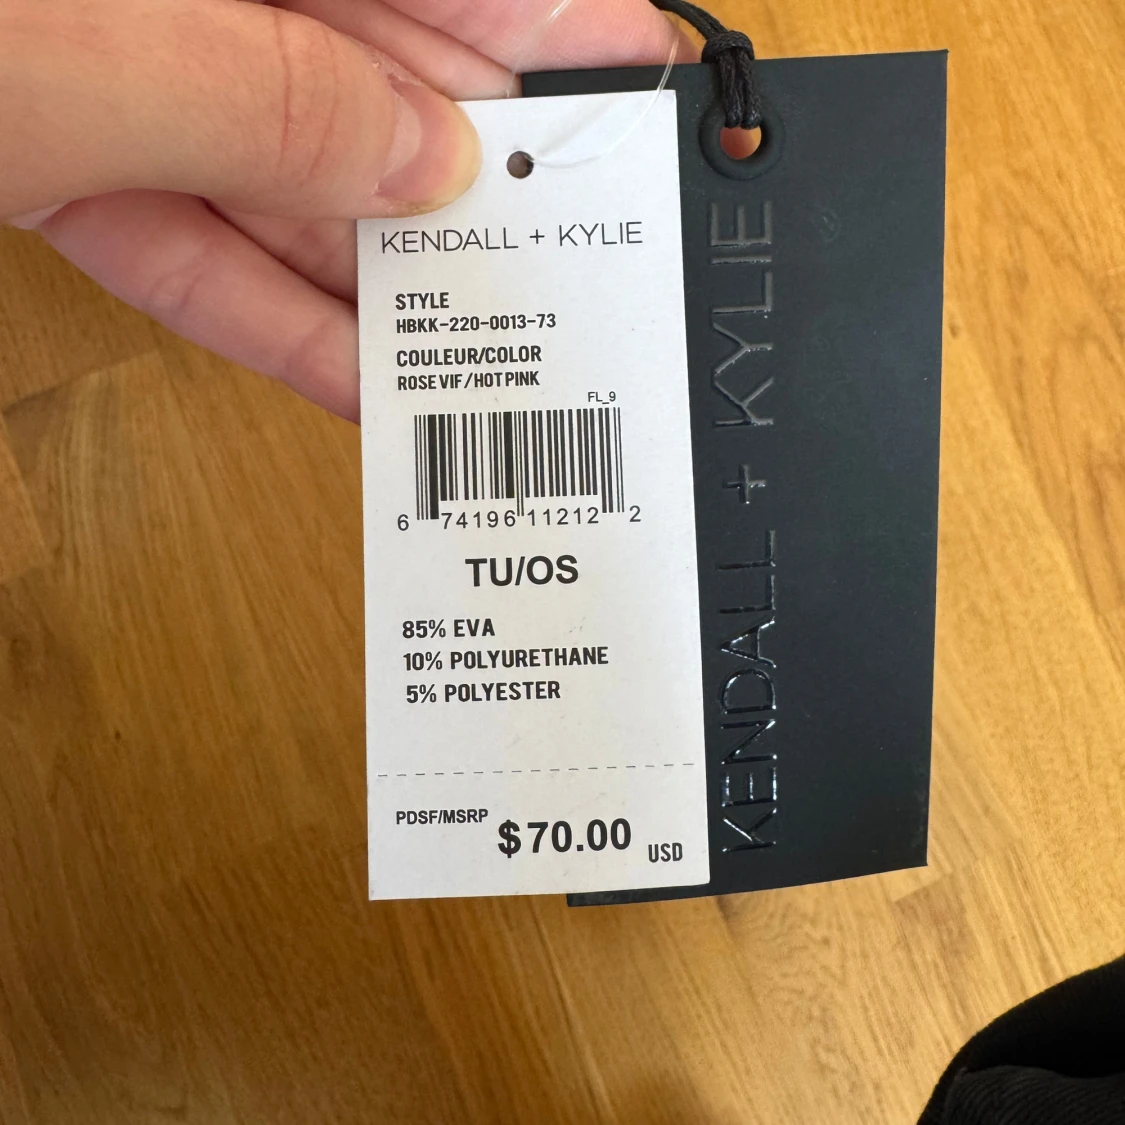 KENDALL + KYLIE
STYLE
HBKK-220-0013-73
COULEUR/COLOR
ROSE VIF/HOT PINK
FL_9
6 74196 11212 2
TU/OS
85% EVA
10% POLYURETHANE
5% POLYESTER
PDSF/MSRP $70.00 USD
KENDALL + KYLIE